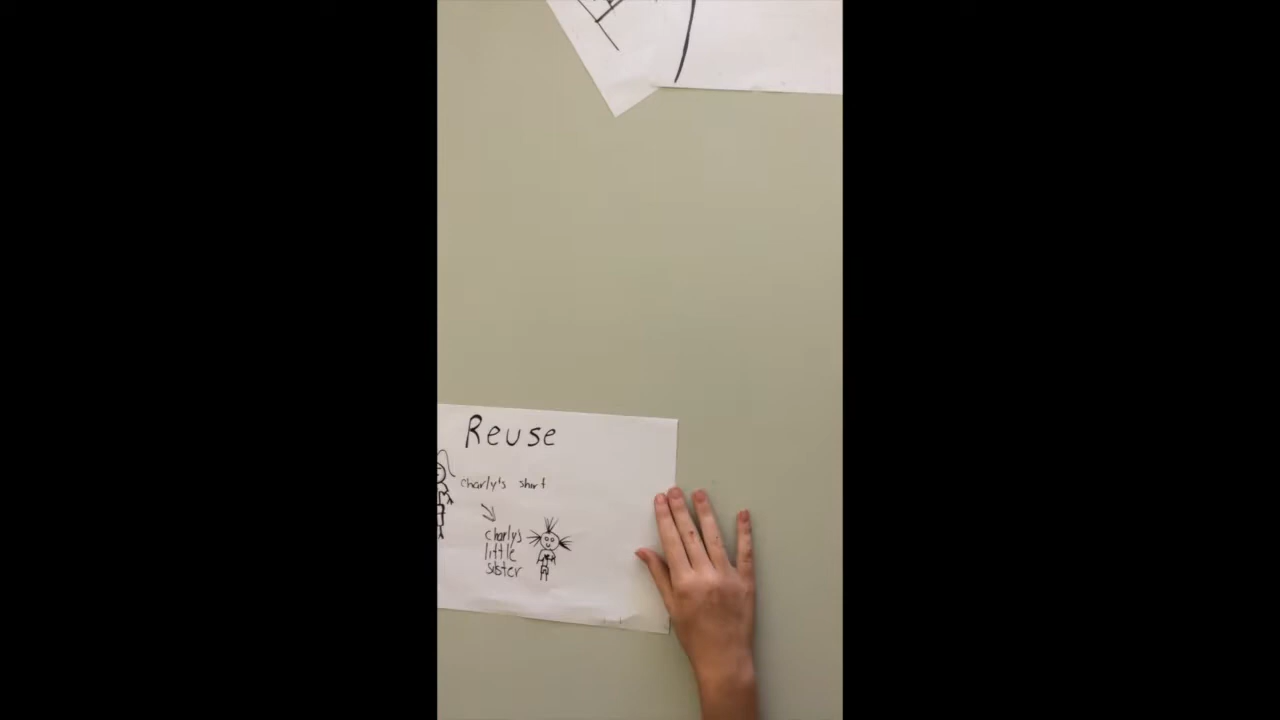 Reuse
charly's shirt
charly's
little
sister